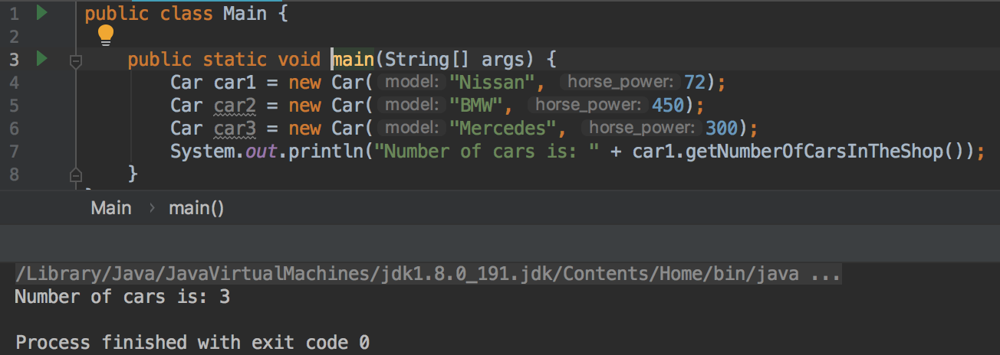 1 public class Main {
2
3 public static void main(String[] args) {
4 Car car1 = new Car( model: "Nissan", horse_power: 72);
5 Car car2 = new Car( model: "BMW", horse_power: 450);
6 Car car3 = new Car( model: "Mercedes", horse_power: 300);
7 System.out.println("Number of cars is: " + car1.getNumberOfCarsInTheShop());
8 }
Main › main()
/Library/Java/JavaVirtualMachines/jdk1.8.0_191.jdk/Contents/Home/bin/java ...
Number of cars is: 3
Process finished with exit code 0